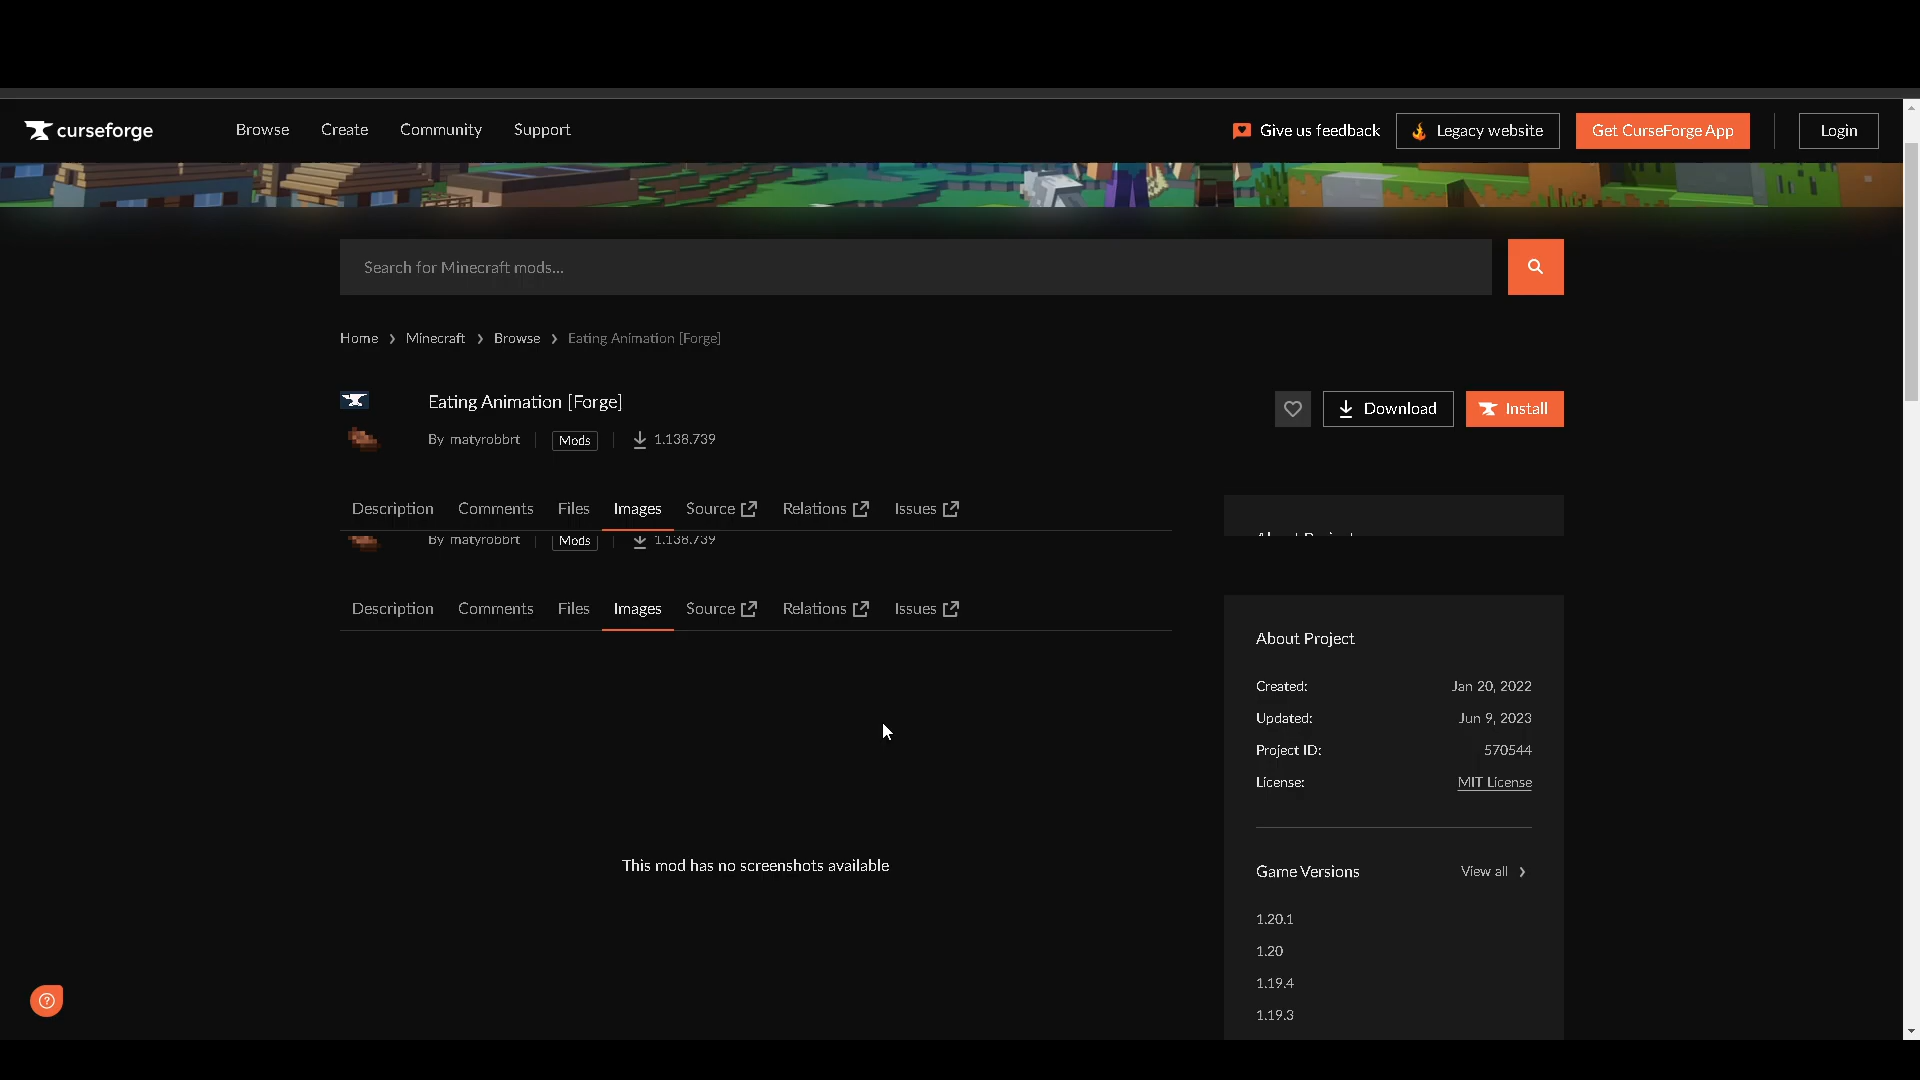 curseforge Browse Create Community Support Give us feedback Legacy website Get CurseForge App Login
Search for Minecraft mods...
Home > Minecraft > Browse > Eating Animation [Forge]
Eating Animation [Forge]
Download Install
By matyrobbrt Mods 1.138.739
Description Comments Files Images Source Relations Issues
About Project
By matyrobbrt Mods 1.138.739
Description Comments Files Images Source Relations Issues
About Project
Created: Jan 20, 2022
Updated: Jun 9, 2023
Project ID: 570544
License: MIT License
This mod has no screenshots available
Game Versions View all >
1.20.1
1.20
1.19.4
1.19.3